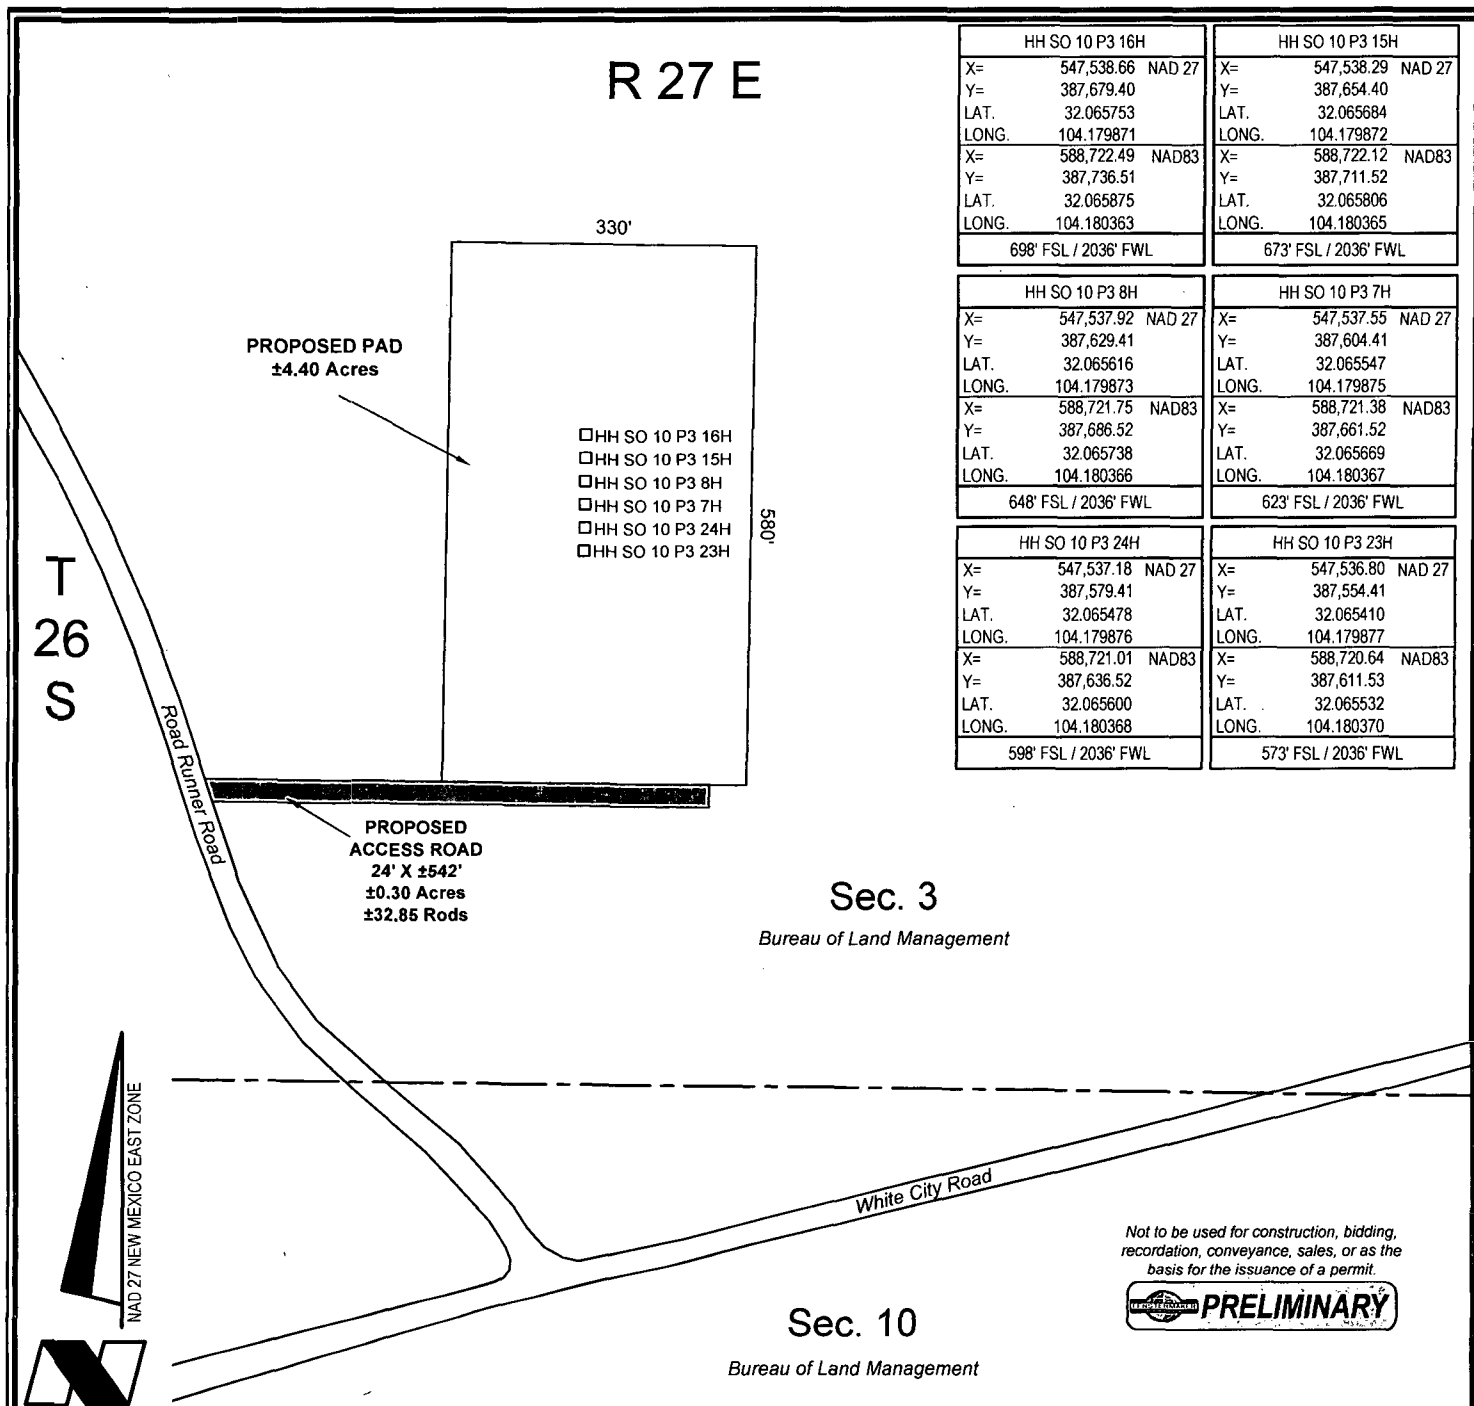 R 27 E
HH SO 10 P3 16H
X= 547,538.66 NAD 27
Y= 387,679.40
LAT. 32.065753
LONG. 104.179871
X= 588,722.49 NAD83
Y= 387,736.51
LAT. 32.065875
LONG. 104.180363
698' FSL / 2036' FWL
HH SO 10 P3 15H
X= 547,538.29 NAD 27
Y= 387,654.40
LAT. 32.065684
LONG. 104.179872
X= 588,722.12 NAD83
Y= 387,711.52
LAT. 32.065806
LONG. 104.180365
673' FSL / 2036' FWL
HH SO 10 P3 8H
X= 547,537.92 NAD 27
Y= 387,629.41
LAT. 32.065616
LONG. 104.179873
X= 588,721.75 NAD83
Y= 387,686.52
LAT. 32.065738
LONG. 104.180366
648' FSL / 2036' FWL
HH SO 10 P3 7H
X= 547,537.55 NAD 27
Y= 387,604.41
LAT. 32.065547
LONG. 104.179875
X= 588,721.38 NAD83
Y= 387,661.52
LAT. 32.065669
LONG. 104.180367
623' FSL / 2036' FWL
HH SO 10 P3 24H
X= 547,537.18 NAD 27
Y= 387,579.41
LAT. 32.065478
LONG. 104.179876
X= 588,721.01 NAD83
Y= 387,636.52
LAT. 32.065600
LONG. 104.180368
598' FSL / 2036' FWL
HH SO 10 P3 23H
X= 547,536.80 NAD 27
Y= 387,554.41
LAT. 32.065410
LONG. 104.179877
X= 588,720.64 NAD83
Y= 387,611.53
LAT. 32.065532
LONG. 104.180370
573' FSL / 2036' FWL
330'
PROPOSED PAD
±4.40 Acres
HH SO 10 P3 16H
HH SO 10 P3 15H
HH SO 10 P3 8H
HH SO 10 P3 7H
HH SO 10 P3 24H
HH SO 10 P3 23H
580'
T
26
S
Road Runner Road
PROPOSED
ACCESS ROAD
24' X ±542'
±0.30 Acres
±32.85 Rods
Sec. 3
Bureau of Land Management
NAD 27 NEW MEXICO EAST ZONE
White City Road
Not to be used for construction, bidding,
recordation, conveyance, sales, or as the
basis for the issuance of a permit.
FENSTERMAKER
PRELIMINARY
Sec. 10
Bureau of Land Management